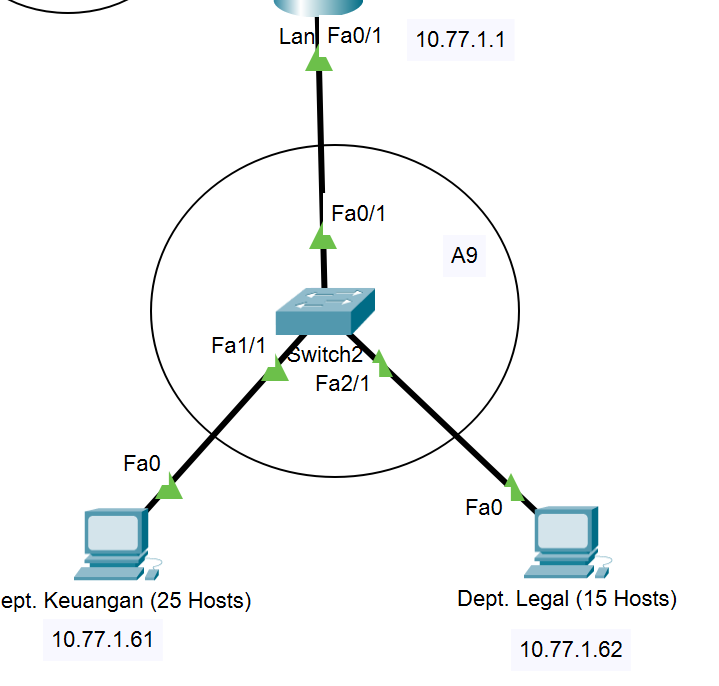 Lan Fa0/1
10.77.1.1
Fa0/1
A9
Fa1/1
Switch2
Fa2/1
Fa0
Fa0
ept. Keuangan (25 Hosts)
Dept. Legal (15 Hosts)
10.77.1.61
10.77.1.62